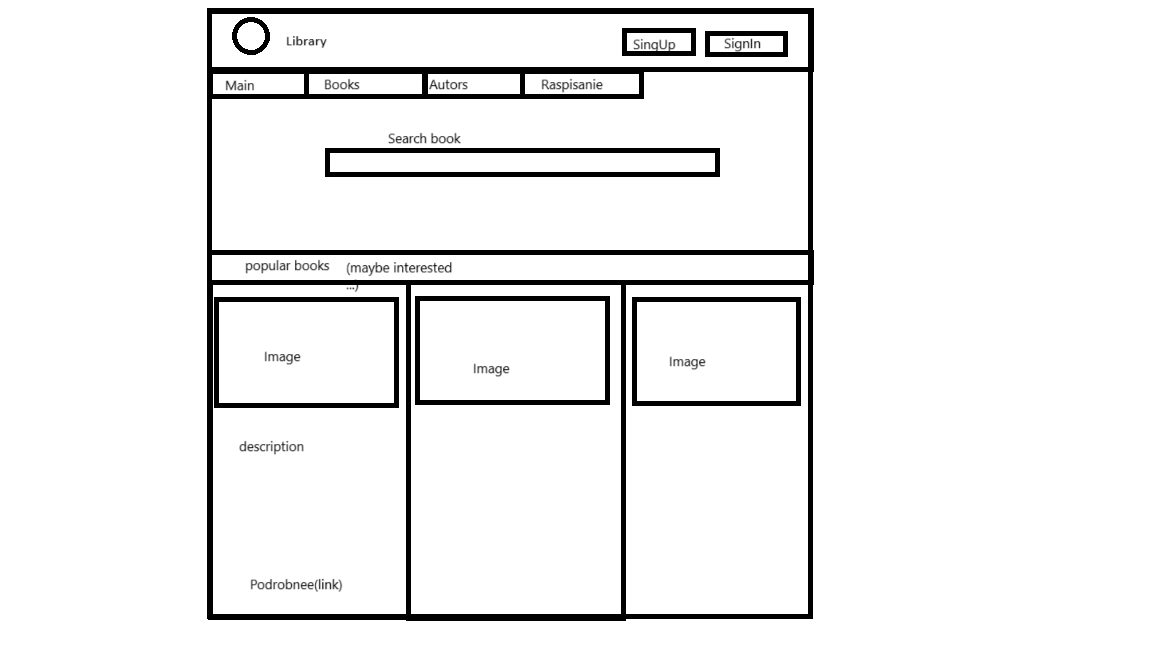 Library
SingUp
SignIn
Main
Books
Autors
Raspisanie
Search book
popular books
(maybe interested
...)
Image
Image
Image
description
Podrobnee(link)